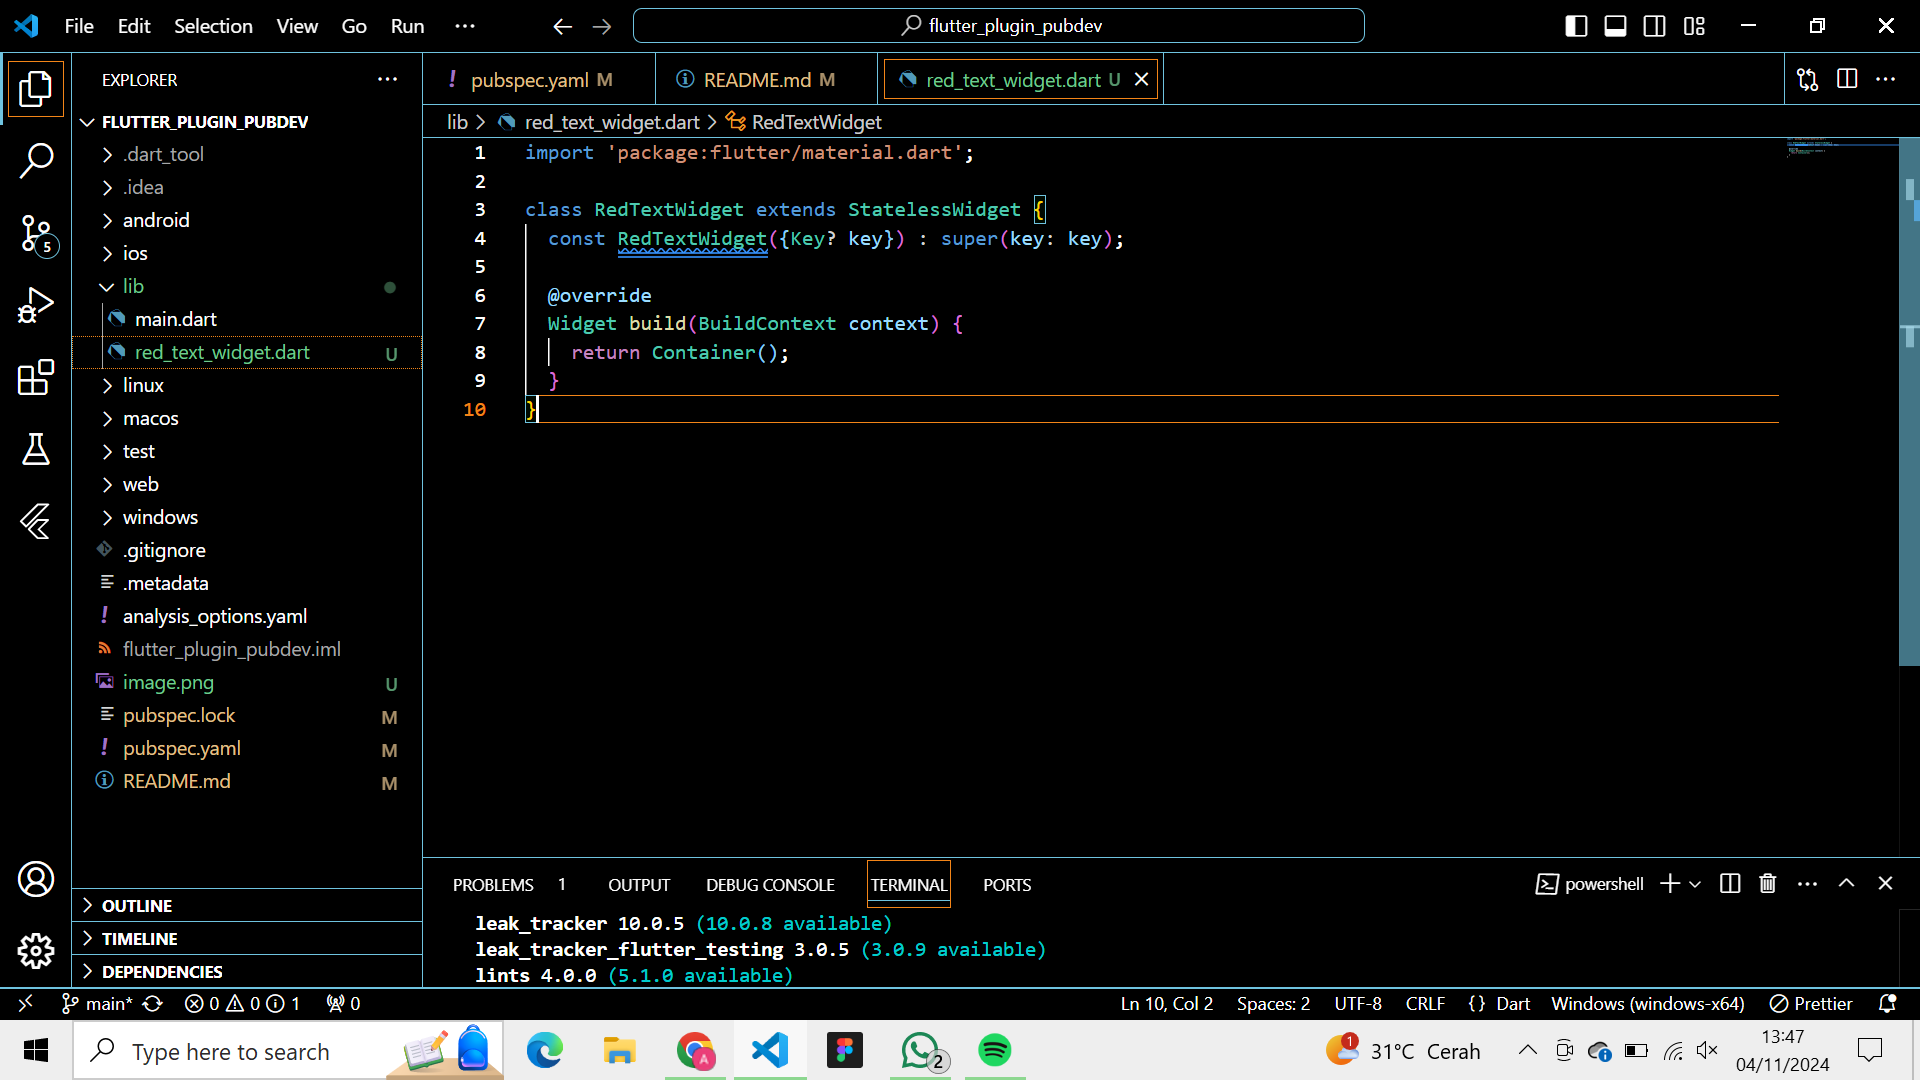 File Edit Selection View Go Run ···
flutter_plugin_pubdev
EXPLORER
FLUTTER_PLUGIN_PUBDEV
.dart_tool
.idea
android
ios
lib
main.dart
red_text_widget.dart U
linux
macos
test
web
windows
.gitignore
.metadata
analysis_options.yaml
flutter_plugin_pubdev.iml
image.png U
pubspec.lock M
pubspec.yaml M
README.md M
OUTLINE
TIMELINE
DEPENDENCIES
5
! pubspec.yaml M
README.md M
red_text_widget.dart U
lib > red_text_widget.dart > RedTextWidget
1 import 'package:flutter/material.dart';
2
3 class RedTextWidget extends StatelessWidget {
4 const RedTextWidget({Key? key}) : super(key: key);
5
6 @override
7 Widget build(BuildContext context) {
8 return Container();
9 }
10 }
PROBLEMS 1 OUTPUT DEBUG CONSOLE TERMINAL PORTS
powershell
leak_tracker 10.0.5 (10.0.8 available)
leak_tracker_flutter_testing 3.0.5 (3.0.9 available)
lints 4.0.0 (5.1.0 available)
main* 0 0 1 0
Ln 10, Col 2 Spaces: 2 UTF-8 CRLF {} Dart Windows (windows-x64) Prettier
Type here to search
A
2
1
31°C Cerah
13:47
04/11/2024